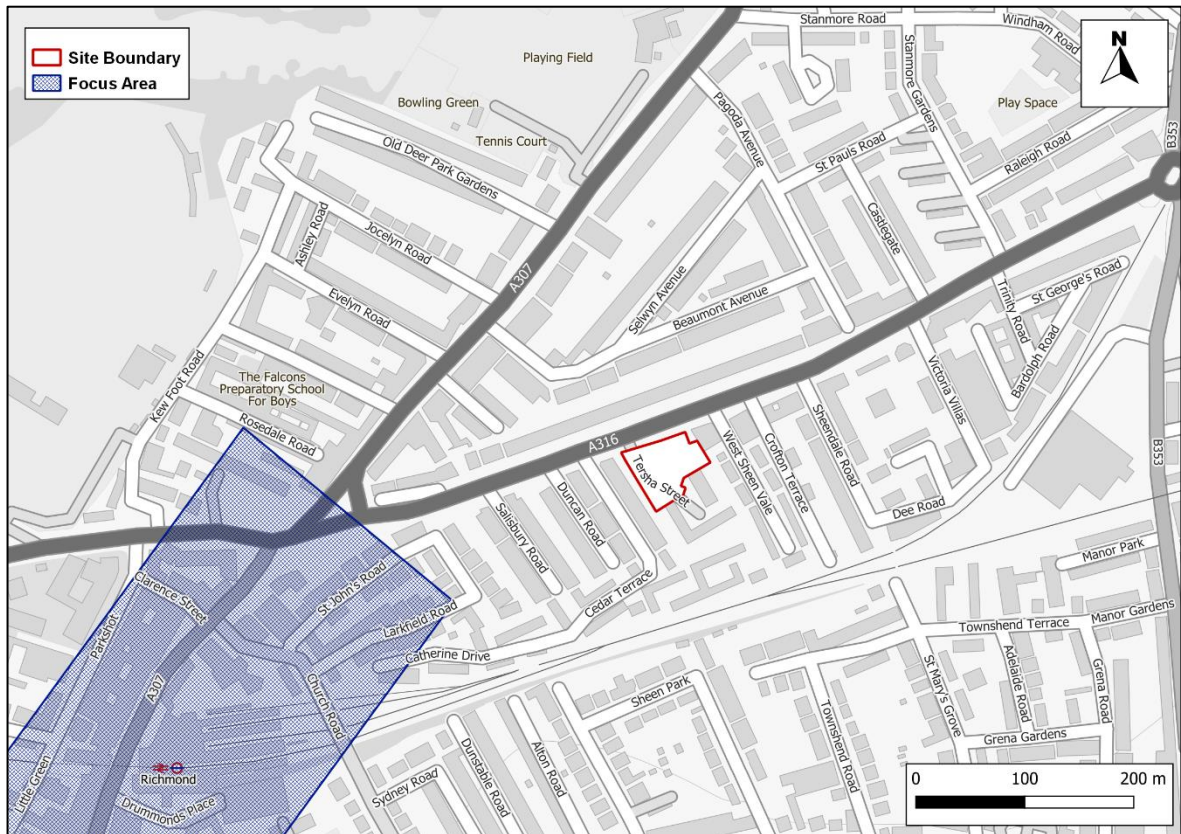 Site Boundary
Focus Area
N
Stanmore Road
Windham Road
Playing Field
Stanmore Gardens
Play Space
Bowling Green
Pagoda Avenue
Tennis Court
B353
St Pauls Road
Raleigh Road
Old Deer Park Gardens
Castlegate
Ashley Road
Jocelyn Road
A307
St George's Road
Evelyn Road
Selwyn Avenue
Beaumont Avenue
Trinity Road
Bardolph Road
Kew Foot Road
The Falcons
Preparatory School
For Boys
Victoria Villas
Rosedale Road
A316
West Sheen Vale
Crofton Terrace
Sheendale Road
B353
Tersha Street
Duncan Road
Salisbury Road
Dee Road
Manor Park
Clarence Street
St John's Road
Cedar Terrace
Larkfield Road
Manor Gardens
Townshend Terrace
Parkshot
Catherine Drive
St Mary's Grove
Adelaide Road
Grena Road
A307
Church Road
Sheen Park
Townshend Road
Grena Gardens
Dunstable Road
Alton Road
Little Green
Richmond
Sydney Road
Drummonds Place
0 100 200 m